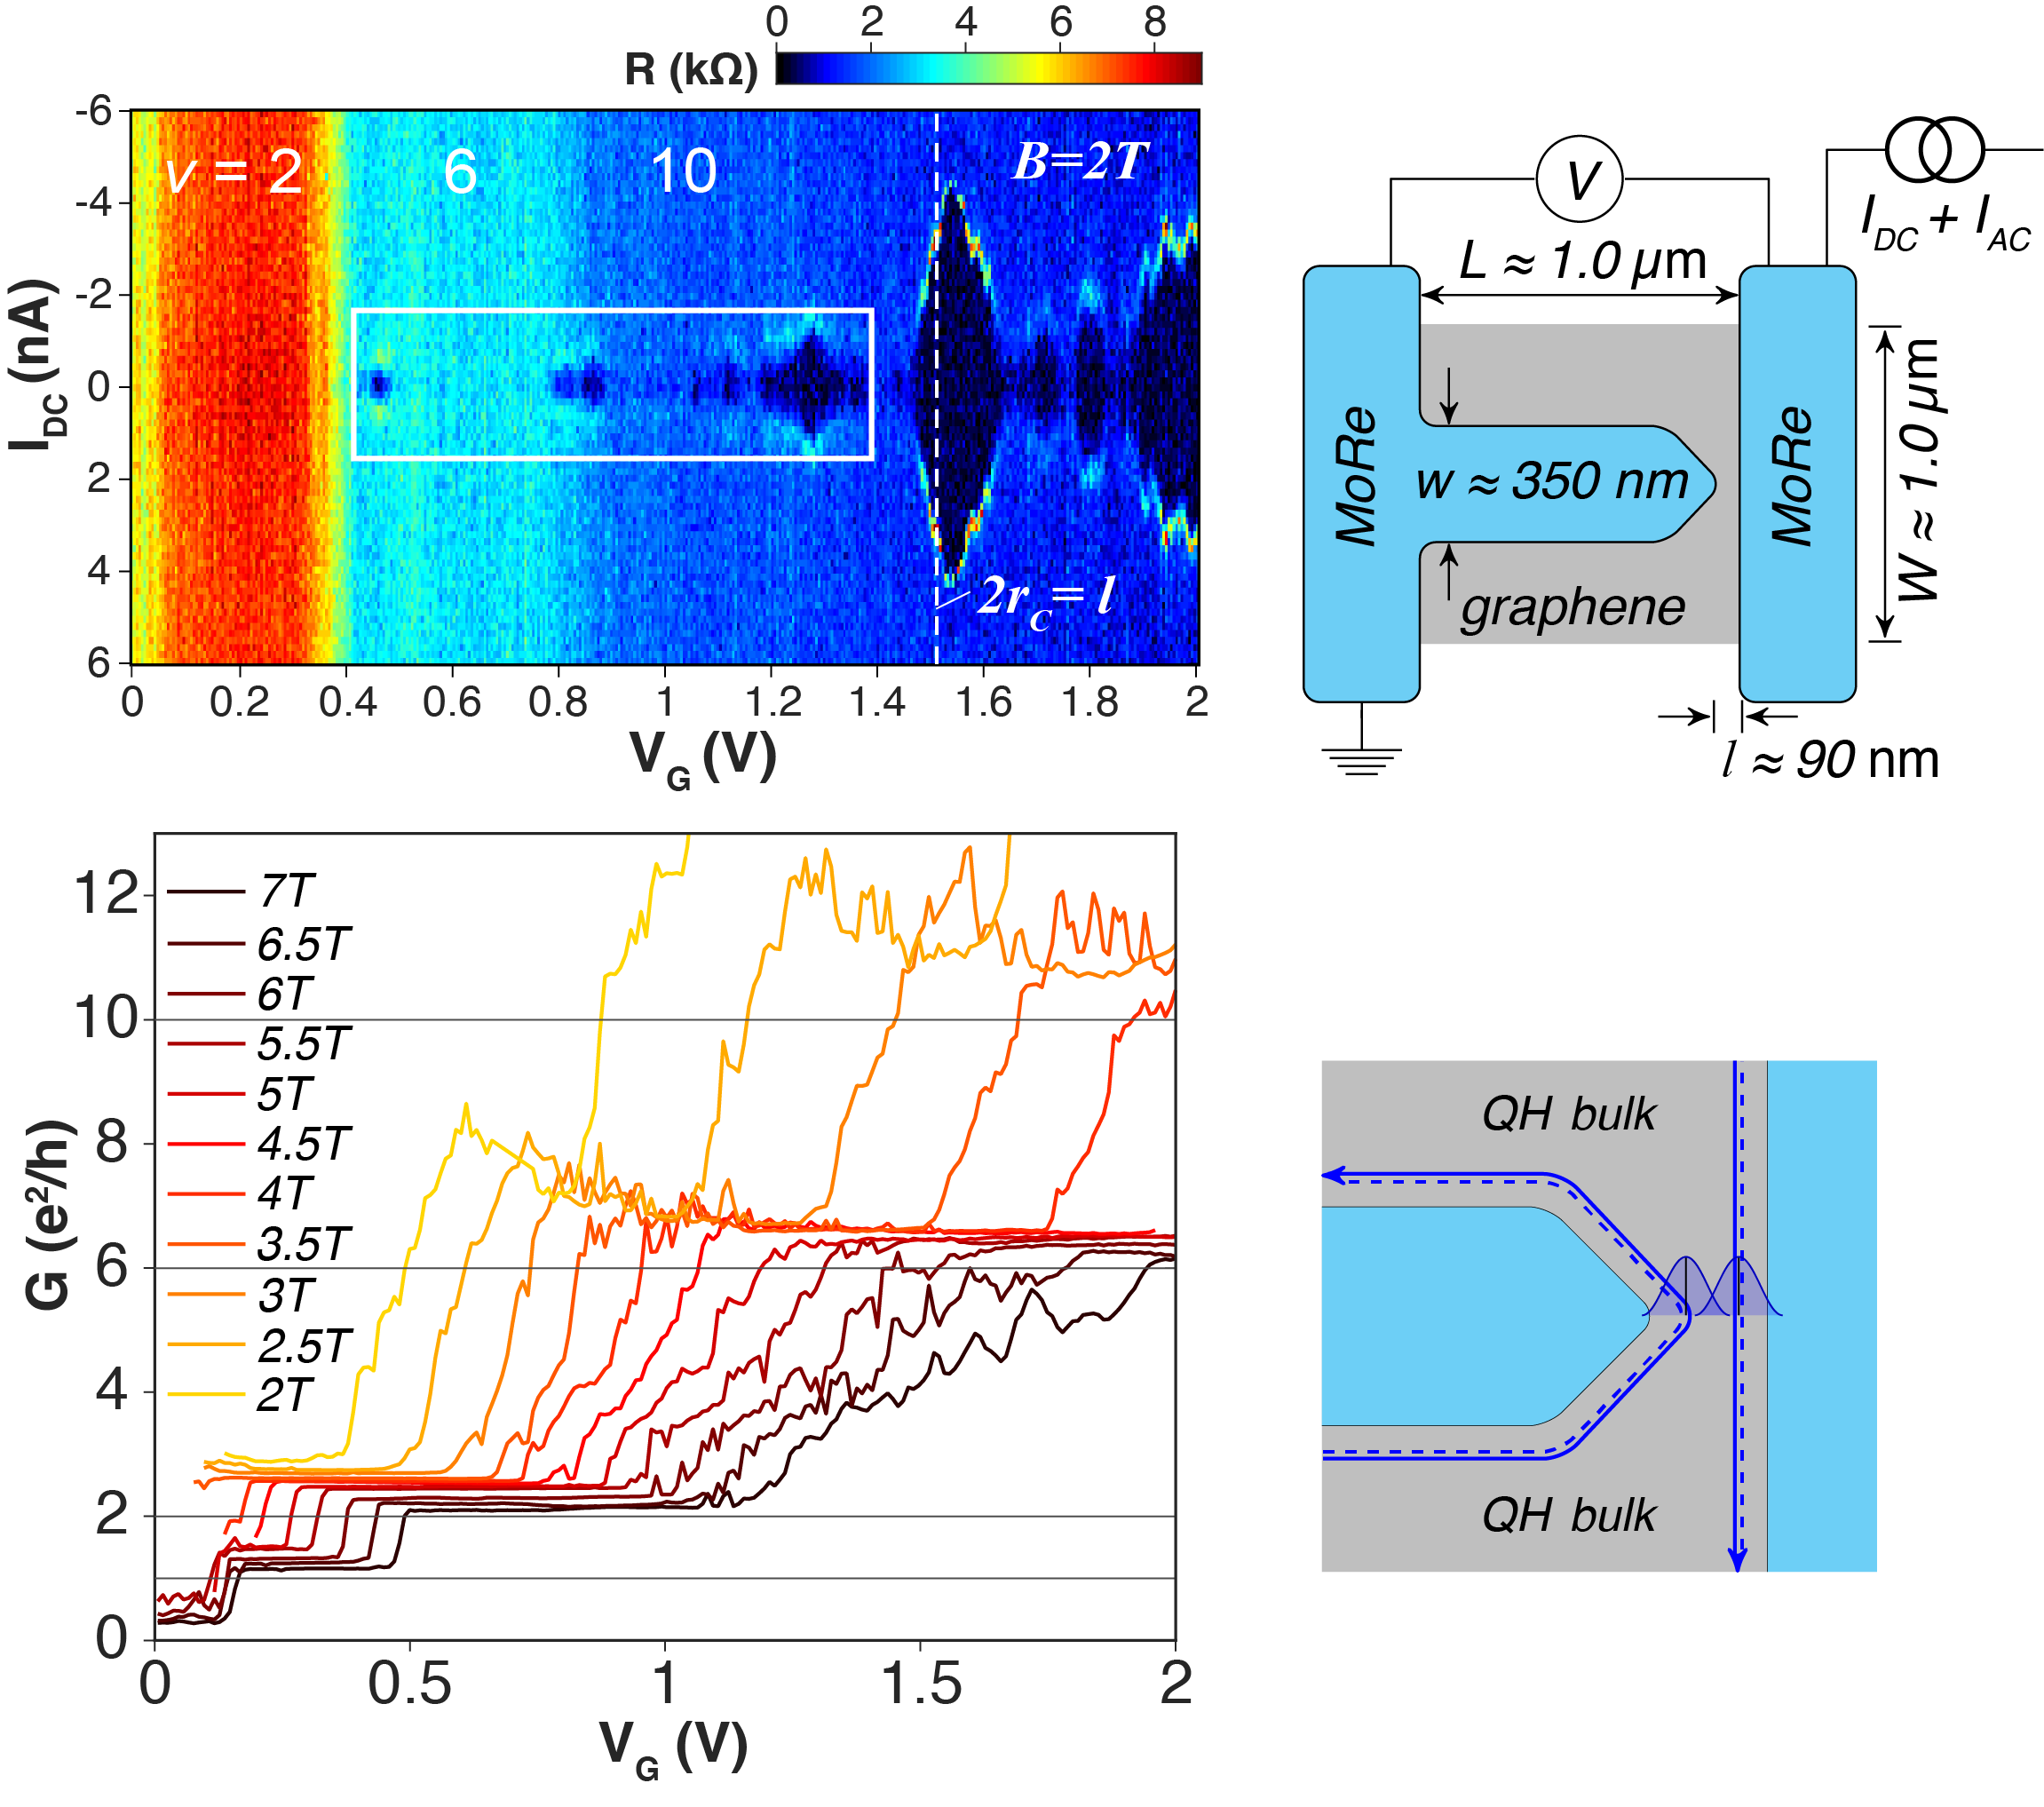 0 2 4 6 8
R (kΩ)
-6
-4
-2
0
2
4
6
I_DC (nA)
ν = 2 6 10 B=2T
2r_C= l
0 0.2 0.4 0.6 0.8 1 1.2 1.4 1.6 1.8 2
V_G (V)
V
I_DC + I_AC
L ≈ 1.0 μm
MoRe
w ≈ 350 nm
MoRe
W ≈ 1.0 μm
graphene
l ≈ 90 nm
12
10
8
6
4
2
0
G (e²/h)
7T
6.5T
6T
5.5T
5T
4.5T
4T
3.5T
3T
2.5T
2T
0 0.5 1 1.5 2
V_G (V)
QH bulk
QH bulk